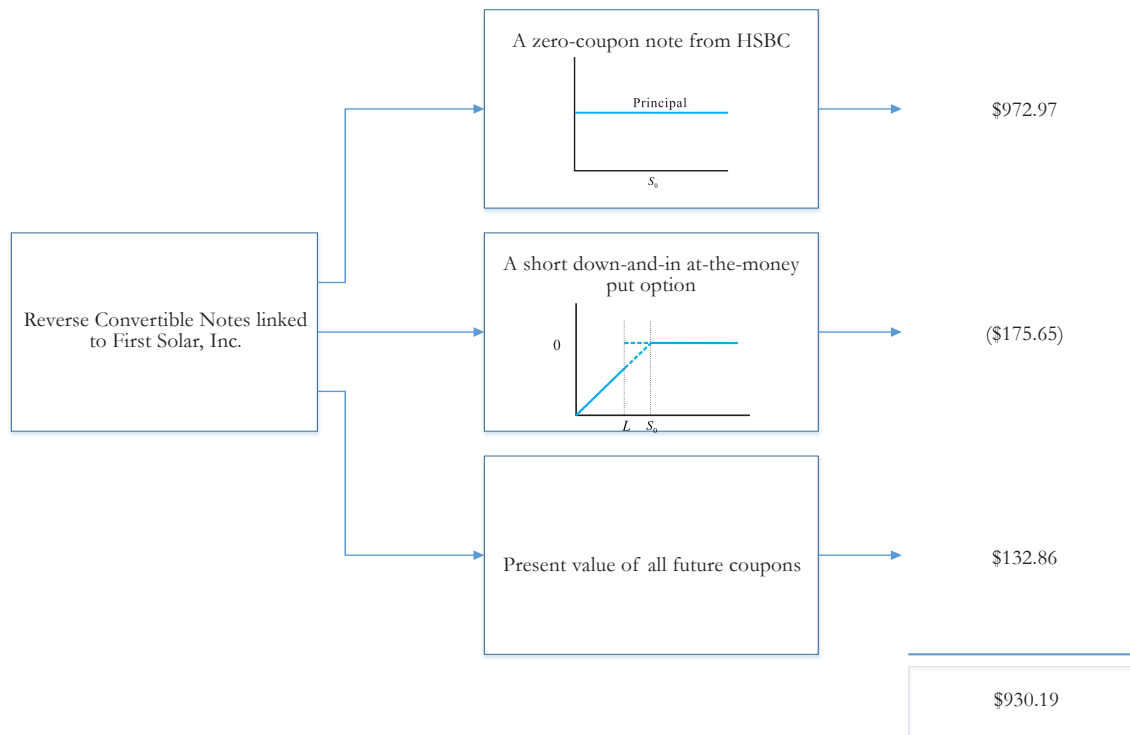 A zero-coupon note from HSBC
Principal
S₀
$972.97
Reverse Convertible Notes linked
to First Solar, Inc.
A short down-and-in at-the-money
put option
0
L S₀
($175.65)
Present value of all future coupons
$132.86
$930.19